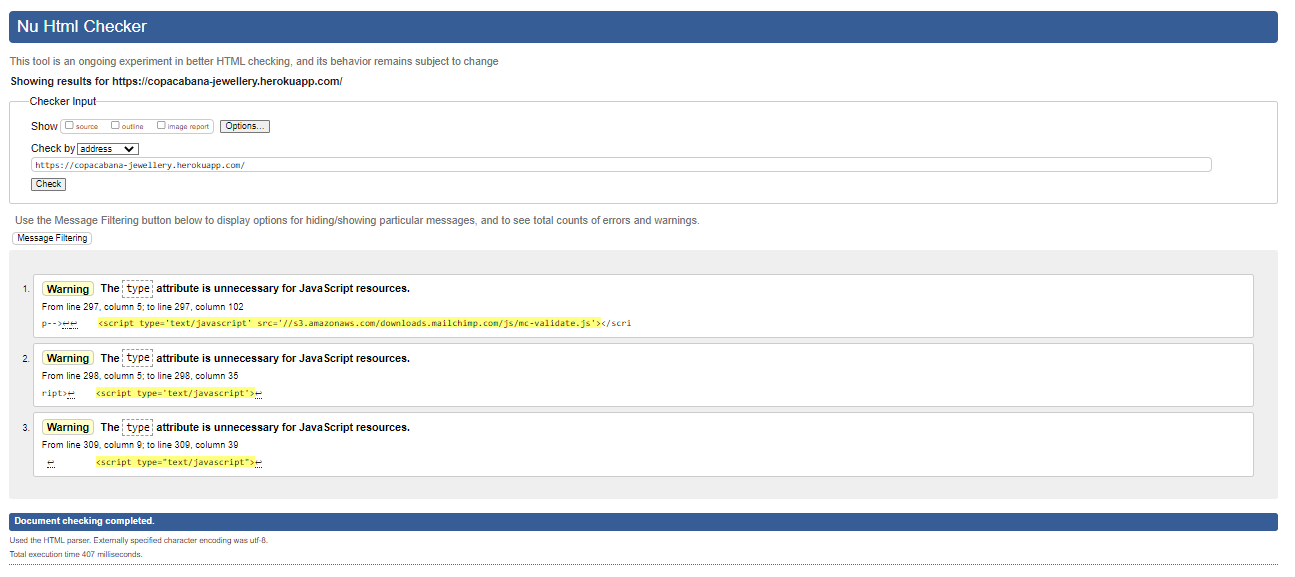 Nu Html Checker
This tool is an ongoing experiment in better HTML checking, and its behavior remains subject to change
Showing results for https://copacabana-jewellery.herokuapp.com/
Checker Input
Show source outline image report Options...
Check by address
https://copacabana-jewellery.herokuapp.com/
Check
Use the Message Filtering button below to display options for hiding/showing particular messages, and to see total counts of errors and warnings.
Message Filtering
1. Warning The type attribute is unnecessary for JavaScript resources.
From line 297, column 5; to line 297, column 102
p-->↩↩ <script type='text/javascript' src='//s3.amazonaws.com/downloads.mailchimp.com/js/mc-validate.js'></scri
2. Warning The type attribute is unnecessary for JavaScript resources.
From line 298, column 5; to line 298, column 35
ript>↩ <script type='text/javascript'>↩
3. Warning The type attribute is unnecessary for JavaScript resources.
From line 309, column 9; to line 309, column 39
↩ <script type="text/javascript">↩
Document checking completed.
Used the HTML parser. Externally specified character encoding was utf-8.
Total execution time 407 milliseconds.